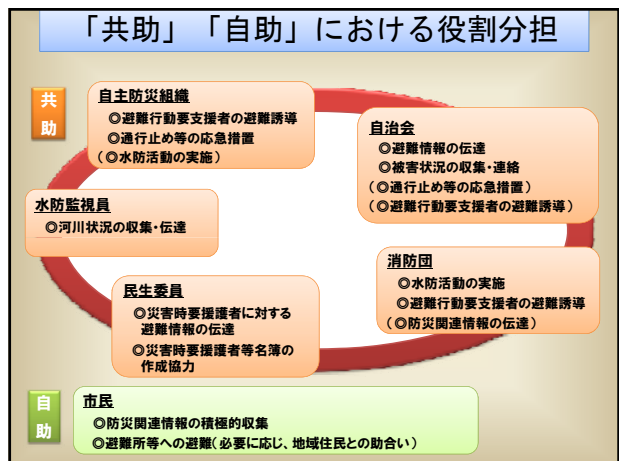 「共助」「自助」における役割分担
共
助
自主防災組織
◎避難行動要支援者の避難誘導
◎通行止め等の応急措置
(◎水防活動の実施)
自治会
◎避難情報の伝達
◎被害状況の収集・連絡
(◎通行止め等の応急措置)
(◎避難行動要支援者の避難誘導)
水防監視員
◎河川状況の収集・伝達
消防団
◎水防活動の実施
◎避難行動要支援者の避難誘導
(◎防災関連情報の伝達)
民生委員
◎災害時要援護者に対する
避難情報の伝達
◎災害時要援護者等名簿の
作成協力
自
助
市民
◎防災関連情報の積極的収集
◎避難所等への避難(必要に応じ、地域住民との助合い)